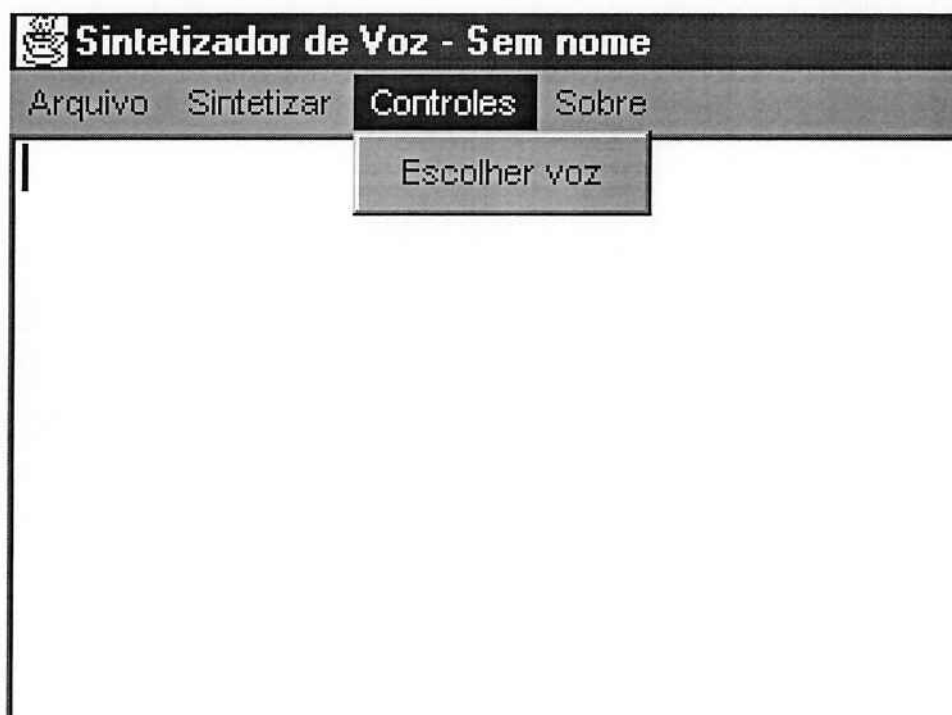 Sintetizador de Voz - Sem nome
Arquivo Sintetizar Controles Sobre
Escolher voz